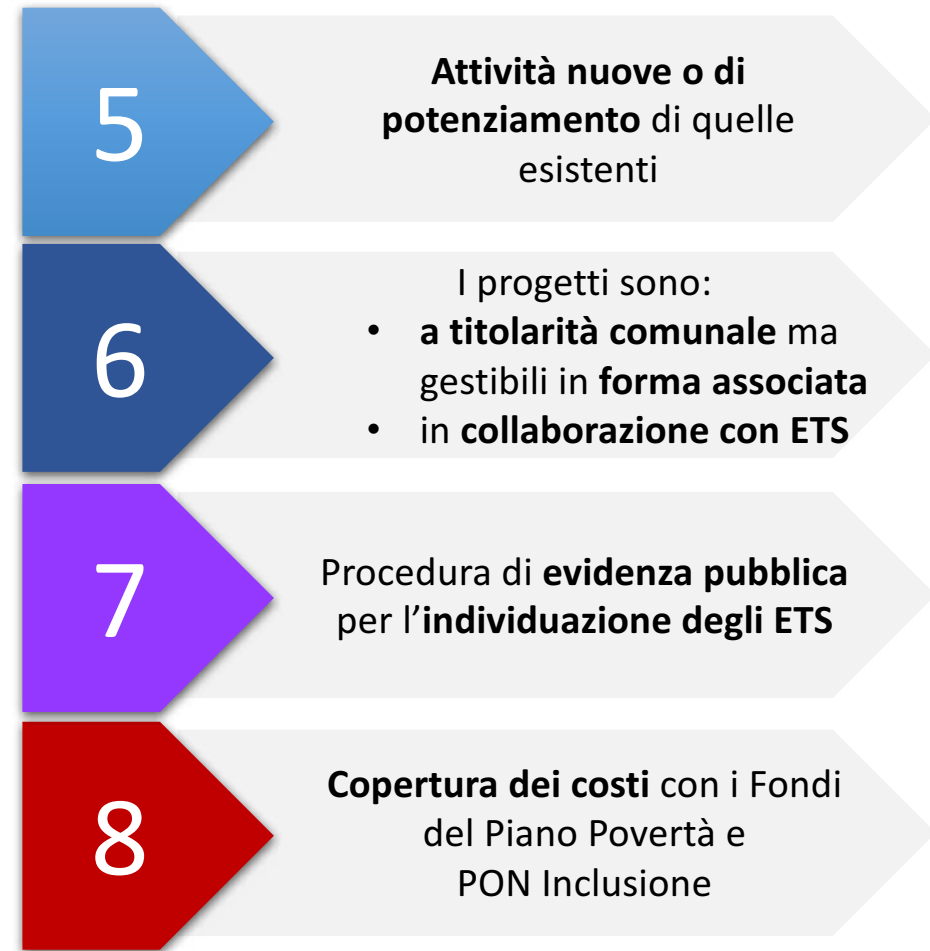 5
Attività nuove o di
potenziamento di quelle
esistenti
6
I progetti sono:
• a titolarità comunale ma
gestibili in forma associata
• in collaborazione con ETS
7
Procedura di evidenza pubblica
per l’individuazione degli ETS
8
Copertura dei costi con i Fondi
del Piano Povertà e
PON Inclusione